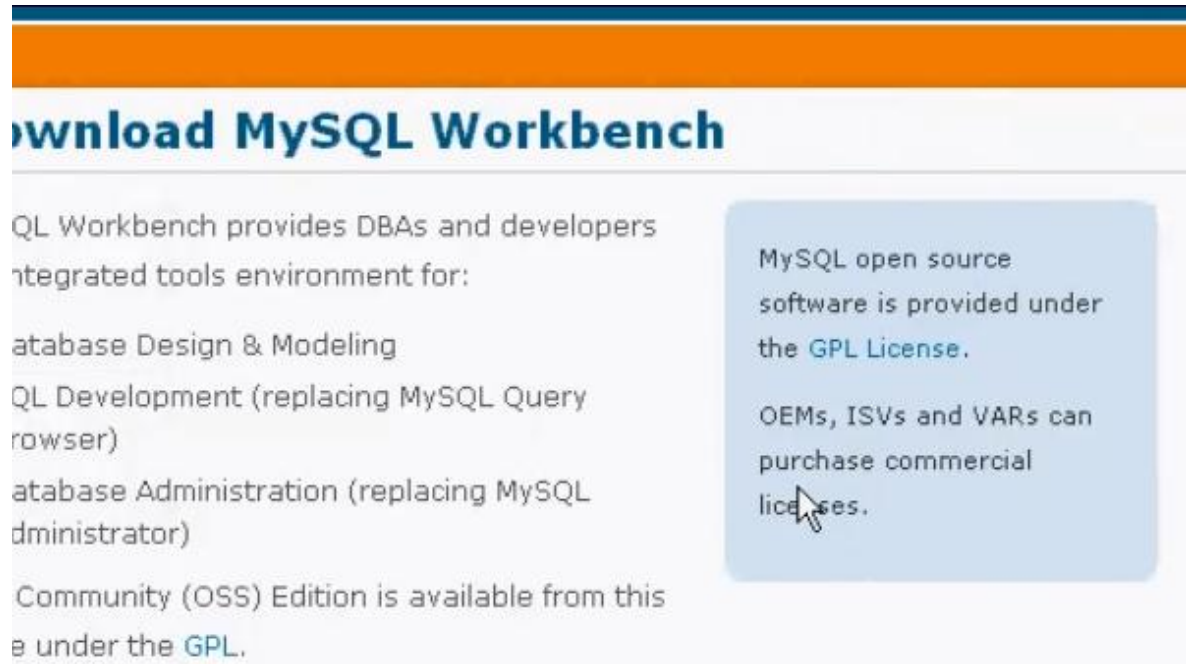 ownload MySQL Workbench
QL Workbench provides DBAs and developers
ntegrated tools environment for:
atabase Design & Modeling
QL Development (replacing MySQL Query
rowser)
atabase Administration (replacing MySQL
dministrator)
Community (OSS) Edition is available from this
e under the GPL.
MySQL open source
software is provided under
the GPL License.
OEMs, ISVs and VARs can
purchase commercial
licenses.